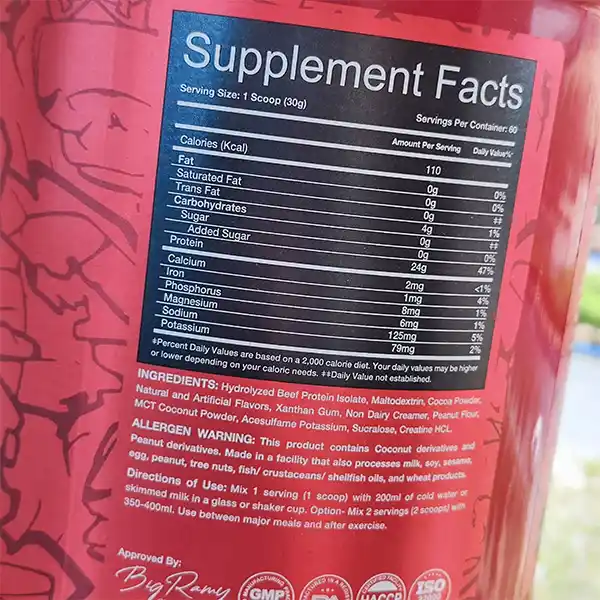 Supplement Facts
Serving Size: 1 Scoop (30g)
Servings Per Container: 60
Amount Per Serving Daily Value%*
Calories (Kcal) 110
Fat 0g 0%
Saturated Fat 0g 0%
Trans Fat 0g ‡‡
Carbohydrates 4g 1%
Sugar 0g ‡‡
Added Sugar 0g 0%
Protein 24g 47%
Calcium 2mg <1%
Iron 1mg 4%
Phosphorus 8mg 1%
Magnesium 6mg 1%
Sodium 125mg 5%
Potassium 79mg 2%
‡Percent Daily Values are based on a 2,000 calorie diet. Your daily values may be higher
or lower depending on your caloric needs. ‡‡Daily Value not established.
INGREDIENTS: Hydrolyzed Beef Protein Isolate, Maltodextrin, Cocoa Powder,
Natural and Artificial Flavors, Xanthan Gum, Non Dairy Creamer, Peanut Flour,
MCT Coconut Powder, Acesulfame Potassium, Sucralose, Creatine HCL.
ALLERGEN WARNING: This product contains Coconut derivatives and
Peanut derivatives. Made in a facility that also processes milk, soy, sesame,
egg, peanut, tree nuts, fish/ crustaceans/ shellfish oils, and wheat products.
Directions of Use: Mix 1 serving (1 scoop) with 200ml of cold water or
skimmed milk in a glass or shaker cup. Option- Mix 2 servings (2 scoops) with
350-400ml. Use between major meals and after exercise.
Approved By:
Big Ramy
GMP
HACCP
ISO